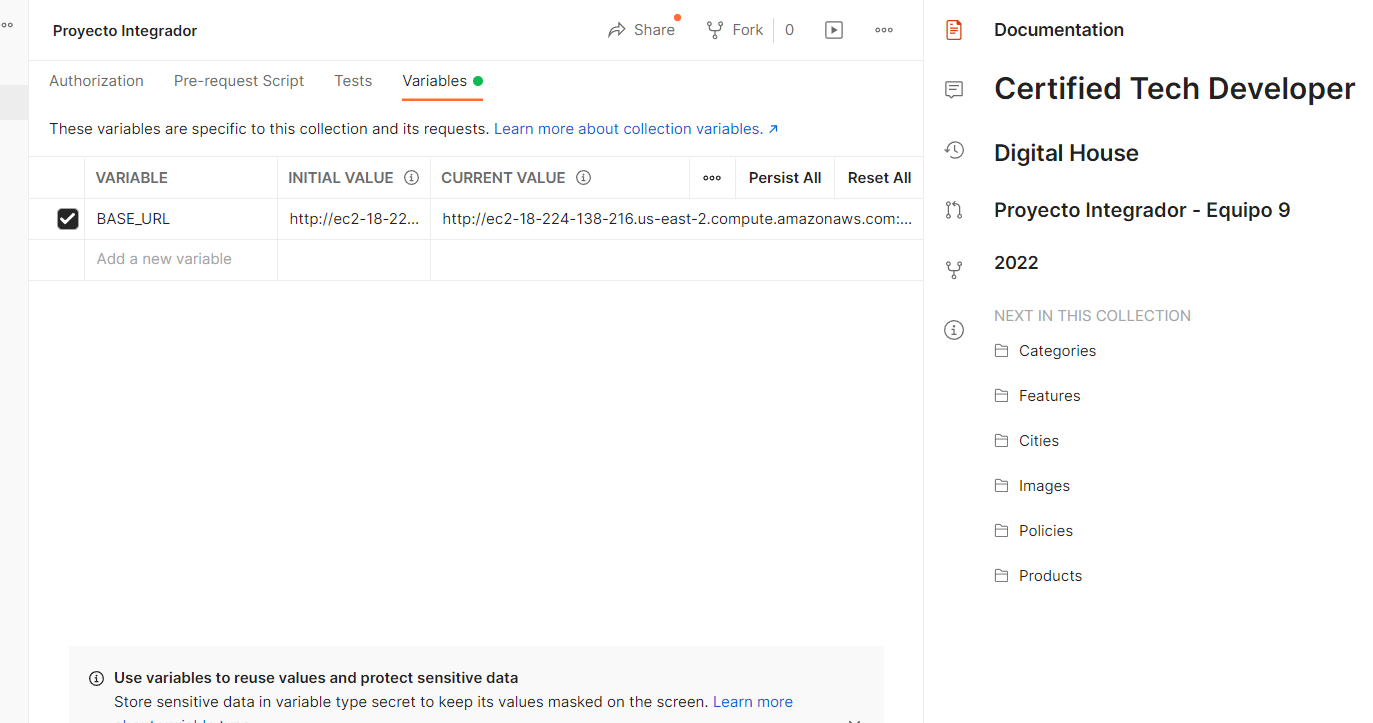 Proyecto Integrador
Share
Fork
0
Authorization
Pre-request Script
Tests
Variables
These variables are specific to this collection and its requests. Learn more about collection variables. ↗
VARIABLE
INITIAL VALUE
CURRENT VALUE
Persist All
Reset All
BASE_URL
http://ec2-18-22...
http://ec2-18-224-138-216.us-east-2.compute.amazonaws.com:...
Add a new variable
Use variables to reuse values and protect sensitive data
Store sensitive data in variable type secret to keep its values masked on the screen. Learn more
Documentation
Certified Tech Developer
Digital House
Proyecto Integrador - Equipo 9
2022
NEXT IN THIS COLLECTION
Categories
Features
Cities
Images
Policies
Products